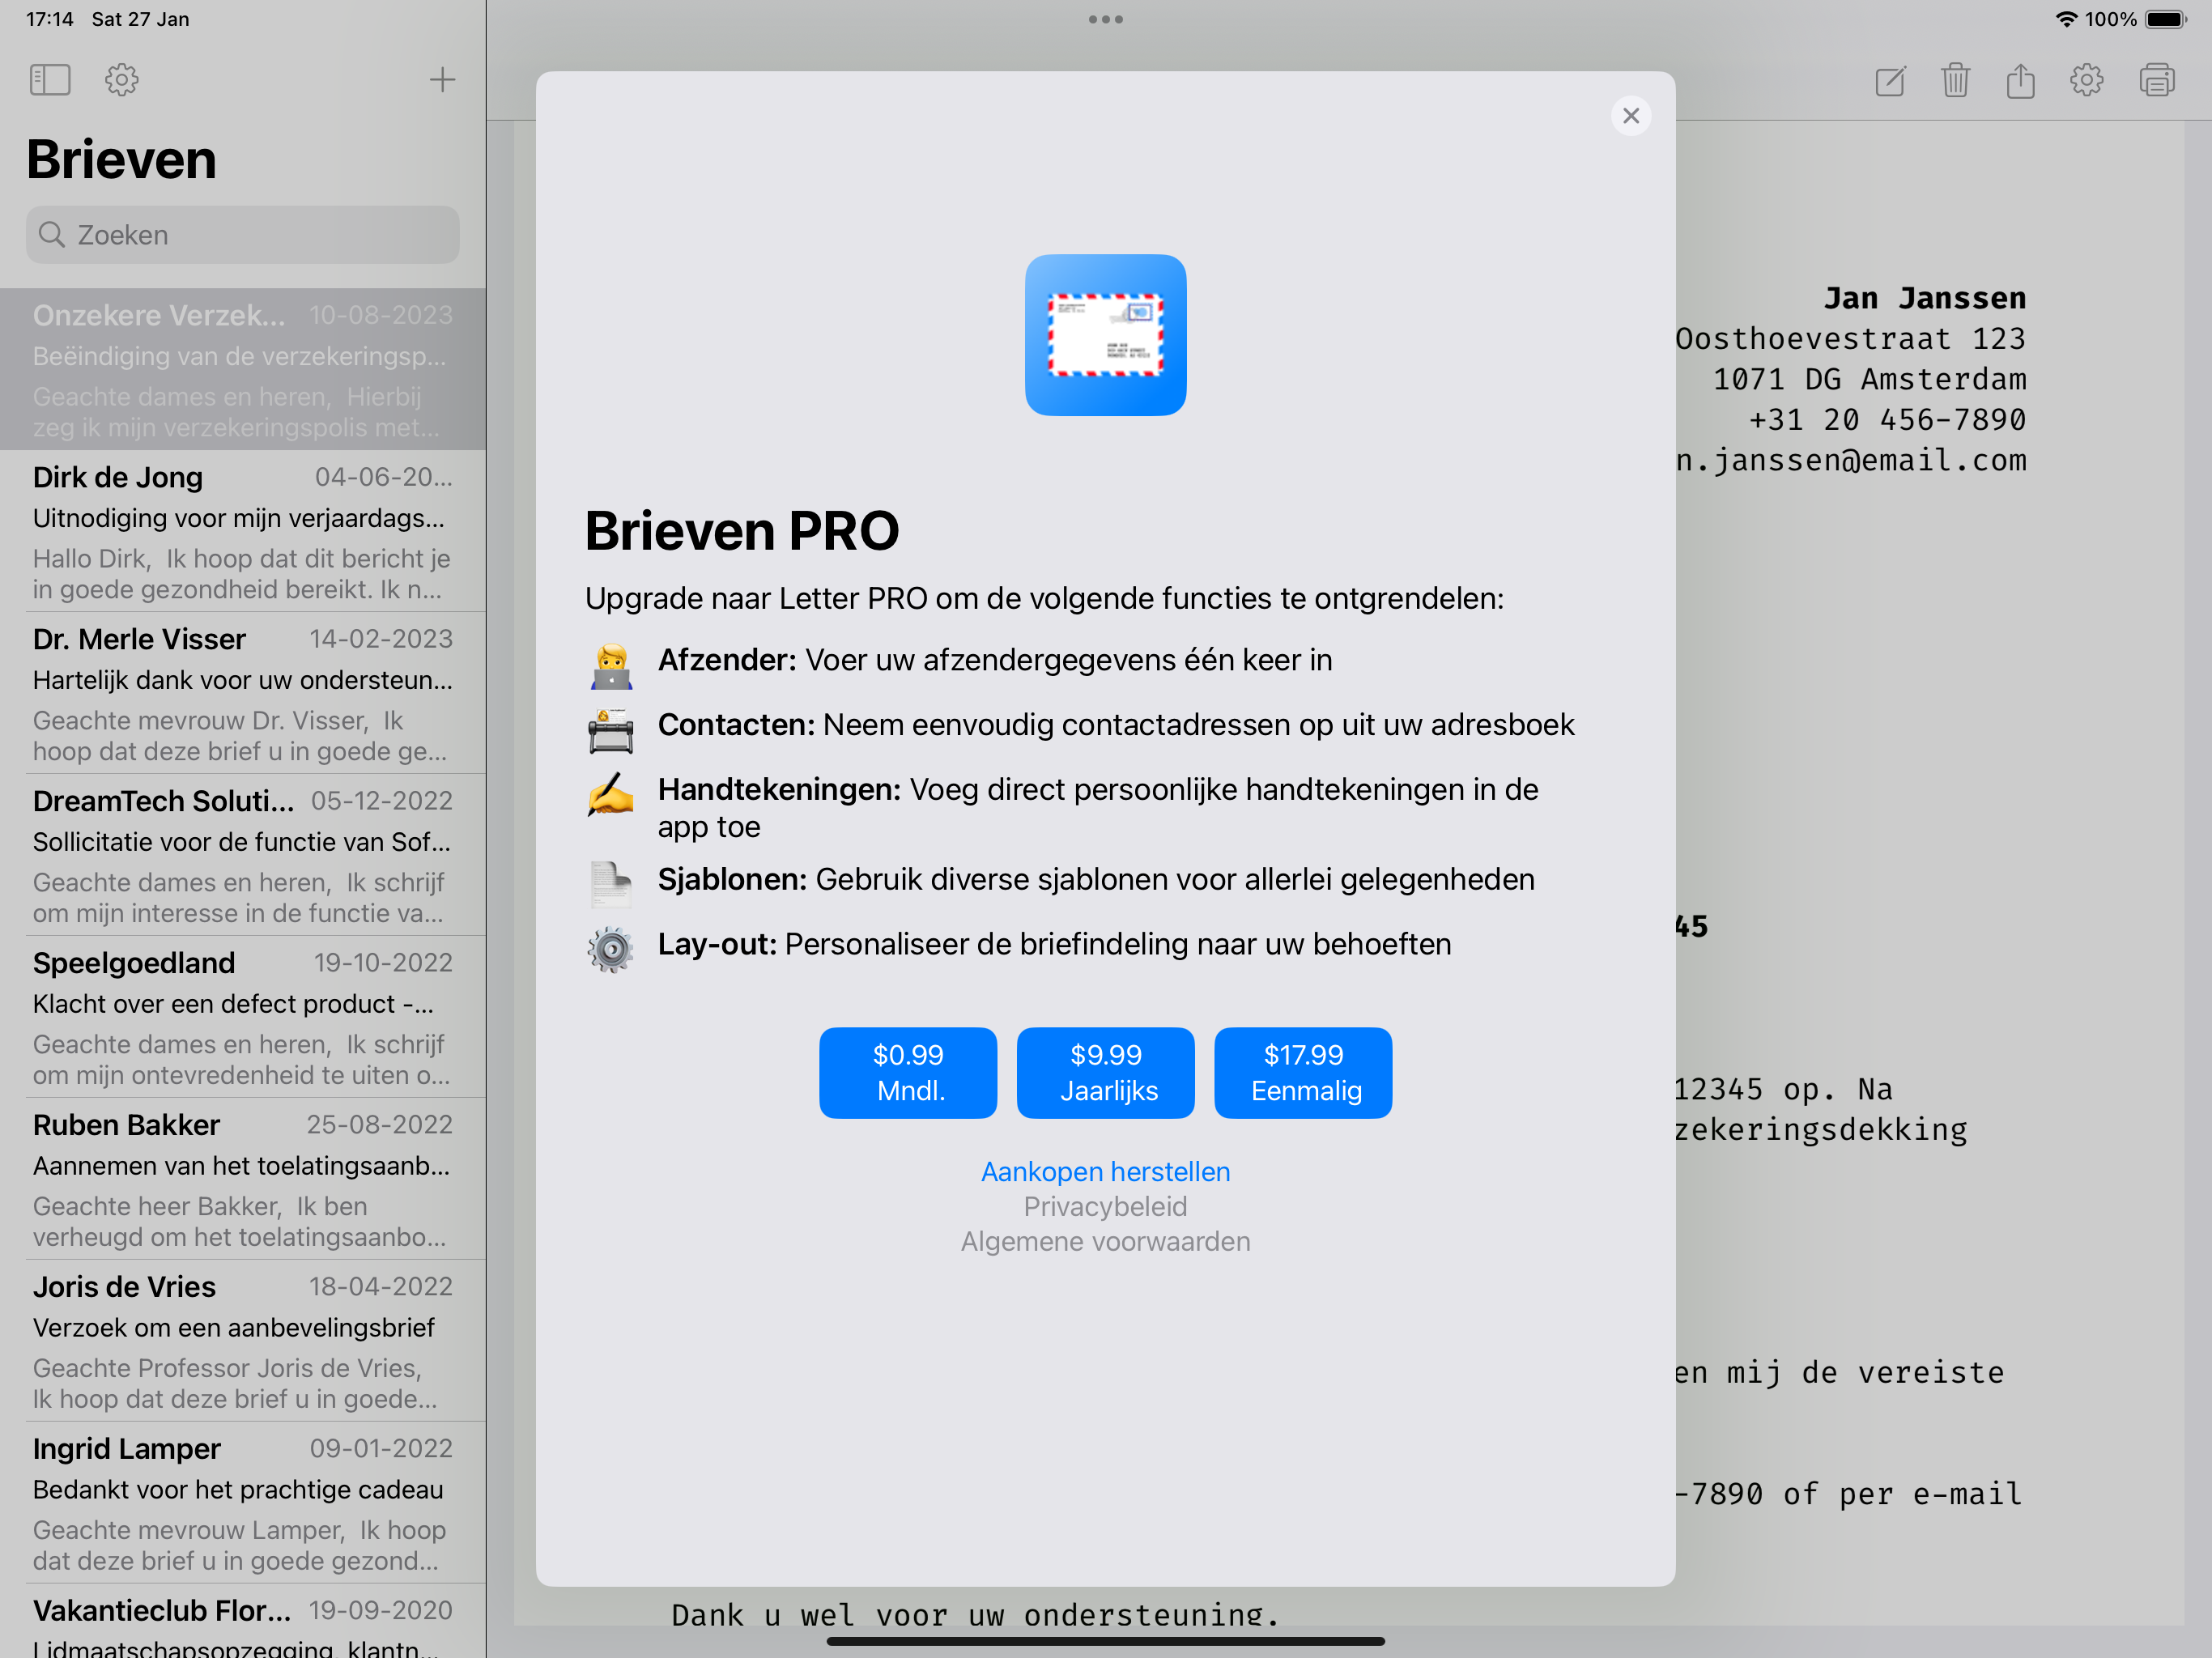 17:14 Sat 27 Jan
100%
Brieven
Zoeken
Onzekere Verzek... 10-08-2023
Beëindiging van de verzekeringsp...
Geachte dames en heren, Hierbij
zeg ik mijn verzekeringspolis met...
Dirk de Jong 04-06-20...
Uitnodiging voor mijn verjaardags...
Hallo Dirk, Ik hoop dat dit bericht je
in goede gezondheid bereikt. Ik n...
Dr. Merle Visser 14-02-2023
Hartelijk dank voor uw ondersteun...
Geachte mevrouw Dr. Visser, Ik
hoop dat deze brief u in goede ge...
DreamTech Soluti... 05-12-2022
Sollicitatie voor de functie van Sof...
Geachte dames en heren, Ik schrijf
om mijn interesse in de functie va...
Speelgoedland 19-10-2022
Klacht over een defect product -...
Geachte dames en heren, Ik schrijf
om mijn ontevredenheid te uiten o...
Ruben Bakker 25-08-2022
Aannemen van het toelatingsaanb...
Geachte heer Bakker, Ik ben
verheugd om het toelatingsaanbo...
Joris de Vries 18-04-2022
Verzoek om een aanbevelingsbrief
Geachte Professor Joris de Vries,
Ik hoop dat deze brief u in goede...
Ingrid Lamper 09-01-2022
Bedankt voor het prachtige cadeau
Geachte mevrouw Lamper, Ik hoop
dat deze brief u in goede gezond...
Vakantieclub Flor... 19-09-2020
Lidmaatschapsopzegging, klantn...
Brieven PRO
Upgrade naar Letter PRO om de volgende functies te ontgrendelen:
Afzender: Voer uw afzendergegevens één keer in
Contacten: Neem eenvoudig contactadressen op uit uw adresboek
Handtekeningen: Voeg direct persoonlijke handtekeningen in de
app toe
Sjablonen: Gebruik diverse sjablonen voor allerlei gelegenheden
Lay-out: Personaliseer de briefindeling naar uw behoeften
$0.99
Mndl.
$9.99
Jaarlijks
$17.99
Eenmalig
Aankopen herstellen
Privacybeleid
Algemene voorwaarden
Jan Janssen
Oosthoevestraat 123
1071 DG Amsterdam
+31 20 456-7890
n.janssen@email.com
45
12345 op. Na
zekeringsdekking
en mij de vereiste
-7890 of per e-mail
Dank u wel voor uw ondersteuning.